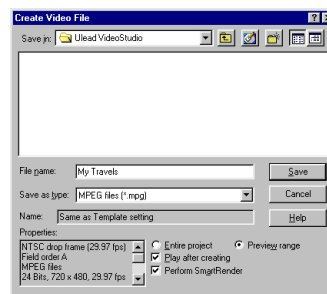 Create Video File
Save in: Ulead VideoStudio
File name: My Travels Save
Save as type: MPEG files (*.mpg) Cancel
Name: Same as Template setting Help
Properties:
NTSC drop frame (29.97 fps)
Field order A
MPEG files
24 Bits, 720 x 480, 29.97 fps
Entire project Preview range
Play after creating
Perform SmartRender